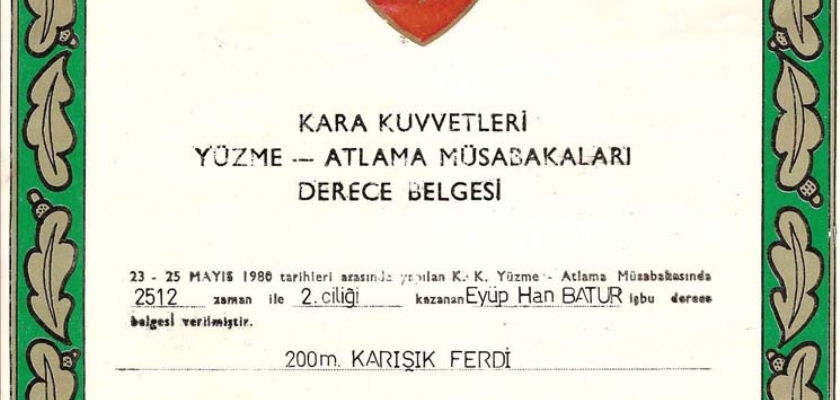 KARA KUVVETLERİ
YÜZME — ATLAMA MÜSABAKALARI
DERECE BELGESİ
23 - 25 MAYIS 1980 tarihleri arasında yapılan K. K. Yüzme - Atlama Müsabakasında
2512 zaman ile 2.ciliği kazanan Eyüp Han BATUR işbu derece
belgesi verilmiştir.
200m. KARIŞIK FERDİ